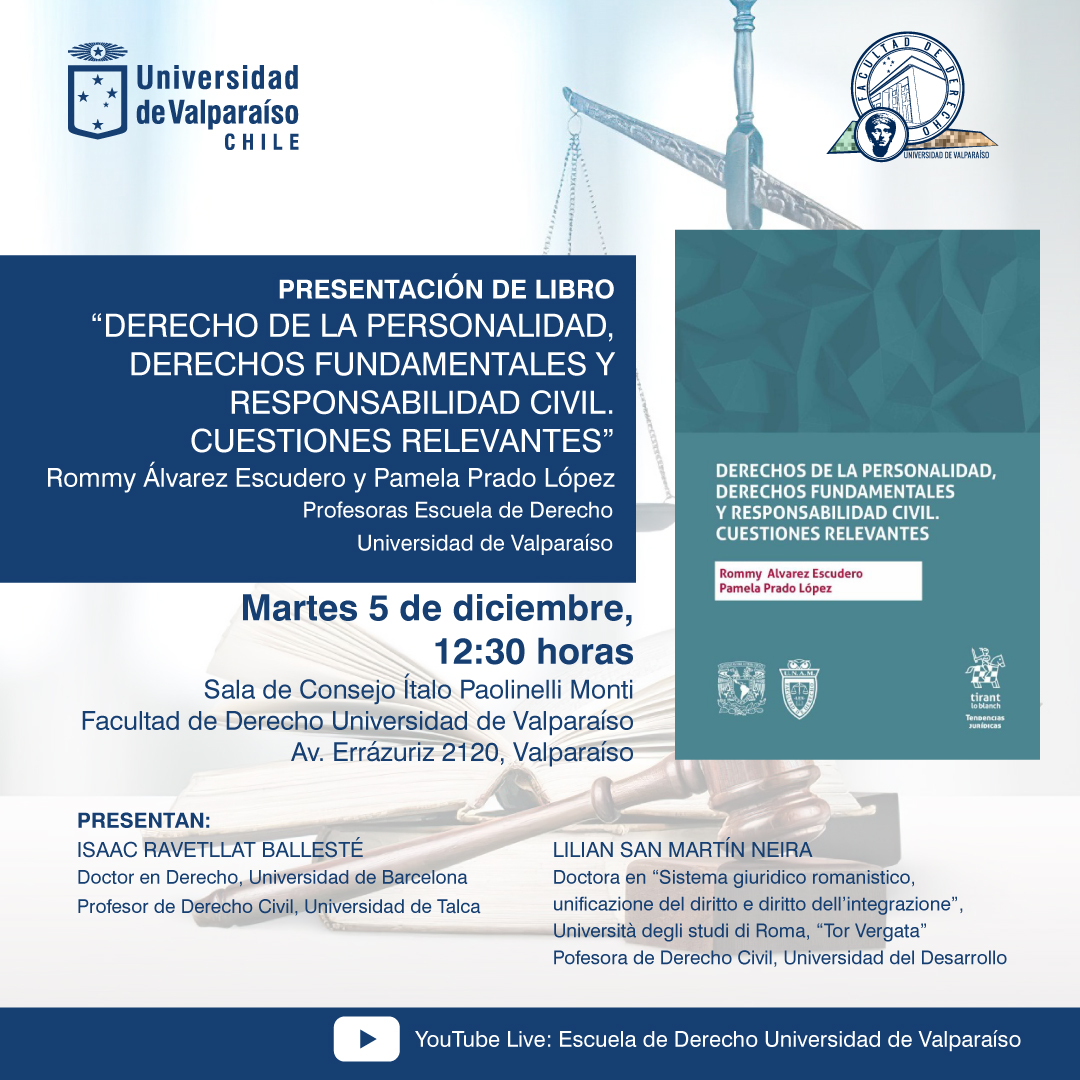 Universidad
de Valparaíso
CHILE
FACULTAD DE DERECHO
UNIVERSIDAD DE VALPARAÍSO
PRESENTACIÓN DE LIBRO
“DERECHO DE LA PERSONALIDAD,
DERECHOS FUNDAMENTALES Y
RESPONSABILIDAD CIVIL.
CUESTIONES RELEVANTES”
Rommy Álvarez Escudero y Pamela Prado López
Profesoras Escuela de Derecho
Universidad de Valparaíso
DERECHOS DE LA PERSONALIDAD,
DERECHOS FUNDAMENTALES
Y RESPONSABILIDAD CIVIL.
CUESTIONES RELEVANTES
Rommy Alvarez Escudero
Pamela Prado López
U.N.A.M.
tirant
lo blanch
Tendencias
Jurídicas
Martes 5 de diciembre,
12:30 horas
Sala de Consejo Ítalo Paolinelli Monti
Facultad de Derecho Universidad de Valparaíso
Av. Errázuriz 2120, Valparaíso
PRESENTAN:
ISAAC RAVETLLAT BALLESTÉ
Doctor en Derecho, Universidad de Barcelona
Profesor de Derecho Civil, Universidad de Talca
LILIAN SAN MARTÍN NEIRA
Doctora en “Sistema giuridico romanistico,
unificazione del diritto e diritto dell’integrazione”,
Università degli studi di Roma, “Tor Vergata”
Pofesora de Derecho Civil, Universidad del Desarrollo
YouTube Live: Escuela de Derecho Universidad de Valparaíso